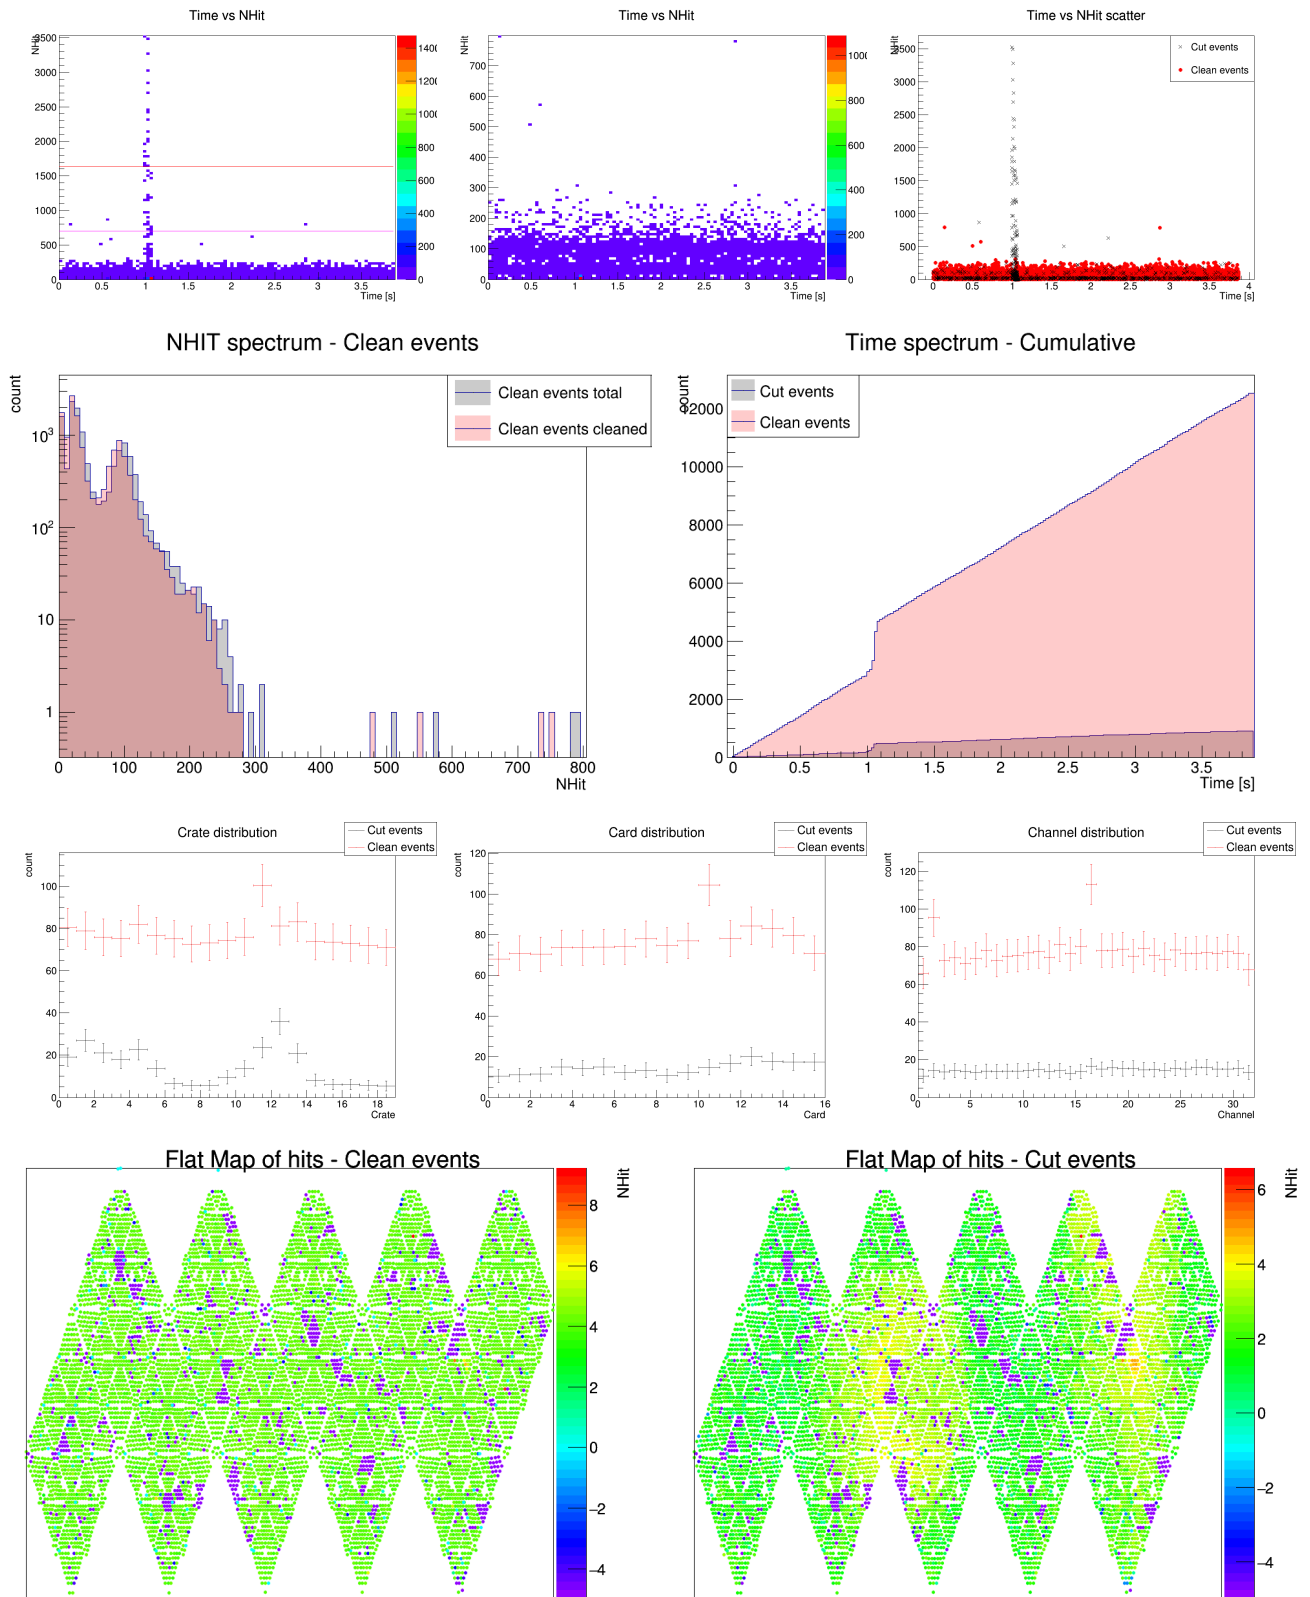 Time vs NHit
NHit
3500
3000
2500
2000
1500
1000
500
0
0 0.5 1 1.5 2 2.5 3 3.5
Time [s]
1400
1200
1000
800
600
400
200
0
Time vs NHit
NHit
700
600
500
400
300
200
100
0
0 0.5 1 1.5 2 2.5 3 3.5
Time [s]
1000
800
600
400
200
0
Time vs NHit scatter
NHit
3500
3000
2500
2000
1500
1000
500
0
0 0.5 1 1.5 2 2.5 3 3.5 4
Time [s]
Cut events
Clean events
NHIT spectrum - Clean events
count
10³
10²
10
1
0 100 200 300 400 500 600 700 800
NHit
Clean events total
Clean events cleaned
Time spectrum - Cumulative
count
12000
10000
8000
6000
4000
2000
0
0 0.5 1 1.5 2 2.5 3 3.5
Time [s]
Cut events
Clean events
Crate distribution
Cut events
Clean events
count
100
80
60
40
20
0
0 2 4 6 8 10 12 14 16 18
Crate
Card distribution
Cut events
Clean events
count
120
100
80
60
40
20
0
0 2 4 6 8 10 12 14 16
Card
Channel distribution
Cut events
Clean events
count
120
100
80
60
40
20
0
0 5 10 15 20 25 30
Channel
Flat Map of hits - Clean events
NHit
8
6
4
2
0
−2
−4
Flat Map of hits - Cut events
NHit
6
4
2
0
−2
−4